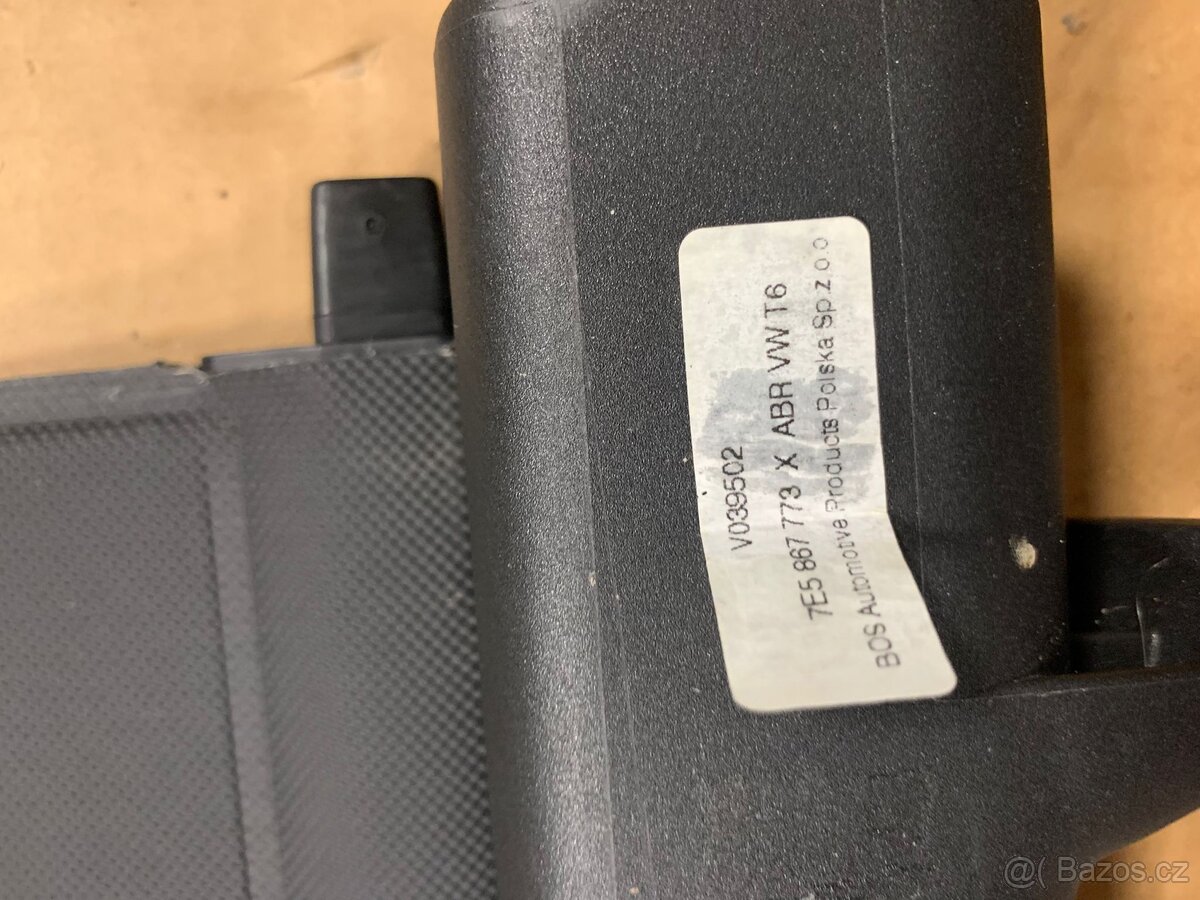 V039502
7E5 867 773 X ABR VW T6
BOS Automotive Products Polska Sp.z.o.o
@( Bazos.cz